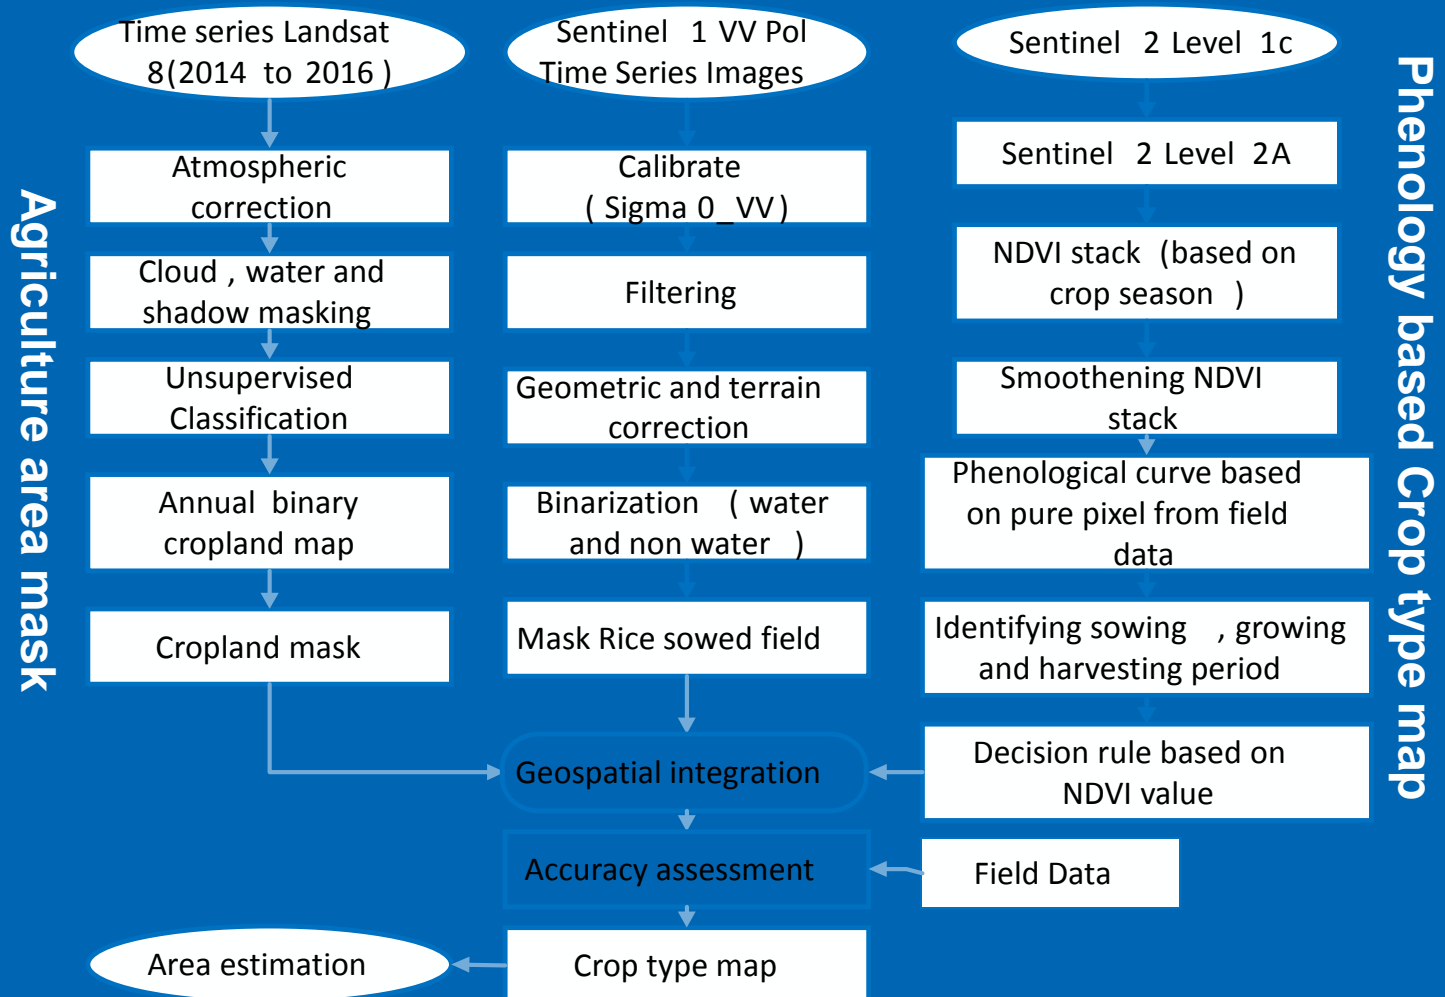 Agriculture area mask
Time series Landsat
8(2014 to 2016)
Atmospheric
correction
Cloud , water and
shadow masking
Unsupervised
Classification
Annual binary
cropland map
Cropland mask
Sentinel 1 VV Pol
Time Series Images
Calibrate
( Sigma 0_VV)
Filtering
Geometric and terrain
correction
Binarization ( water
and non water )
Mask Rice sowed field
Geospatial integration
Accuracy assessment
Crop type map
Area estimation
Sentinel 2 Level 1c
Sentinel 2 Level 2A
NDVI stack (based on
crop season )
Smoothening NDVI
stack
Phenological curve based
on pure pixel from field
data
Identifying sowing , growing
and harvesting period
Decision rule based on
NDVI value
Field Data
Phenology based Crop type map